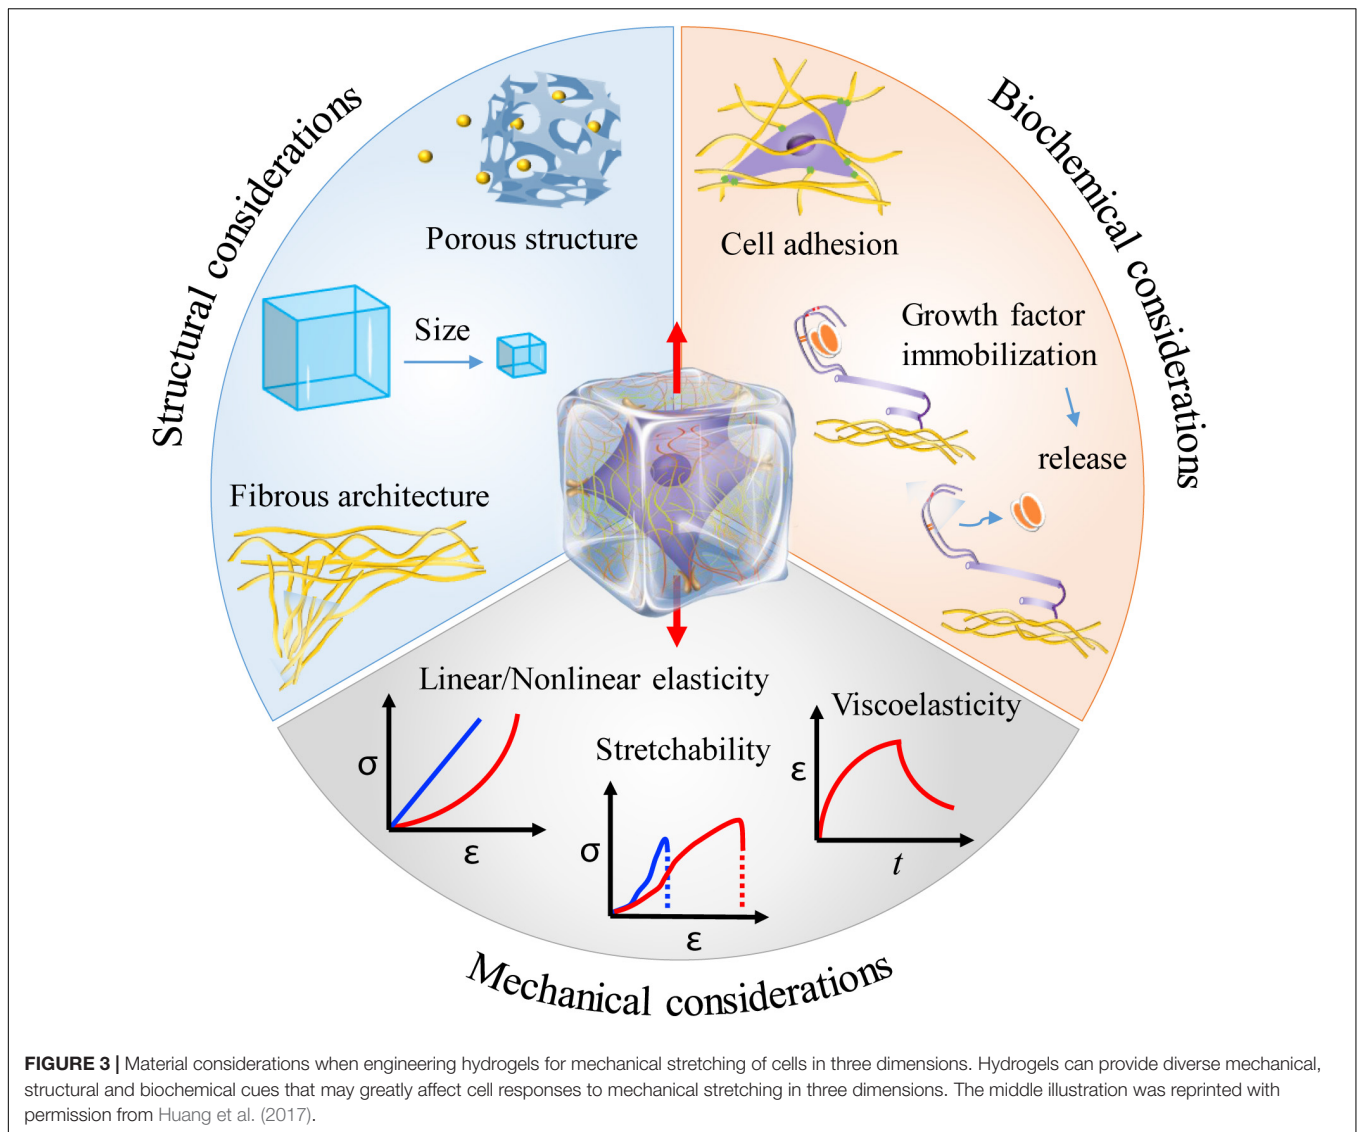 Structural considerations
Biochemical considerations
Porous structure
Size
Fibrous architecture
Cell adhesion
Growth factor
immobilization
release
Linear/Nonlinear elasticity
σ
ε
Stretchability
σ
ε
Viscoelasticity
ε
t
Mechanical considerations
FIGURE 3 | Material considerations when engineering hydrogels for mechanical stretching of cells in three dimensions. Hydrogels can provide diverse mechanical,
structural and biochemical cues that may greatly affect cell responses to mechanical stretching in three dimensions. The middle illustration was reprinted with
permission from Huang et al. (2017).